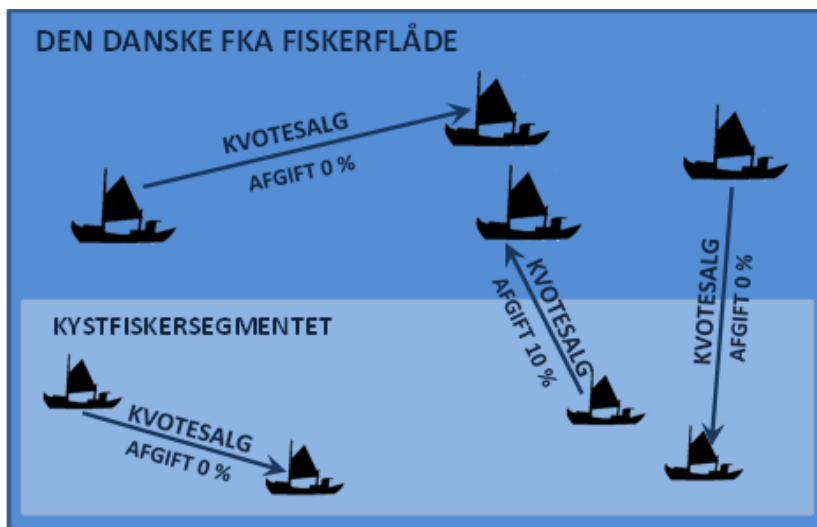 DEN DANSKE FKA FISKERFLÅDE
KVOTESALG
AFGIFT 0 %
KVOTESALG
AFGIFT 10 %
KVOTESALG
AFGIFT 0 %
KYSTFISKERSEGMENTET
KVOTESALG
AFGIFT 0 %